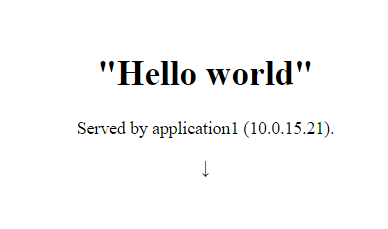 "Hello world"
Served by application1 (10.0.15.21).
↓